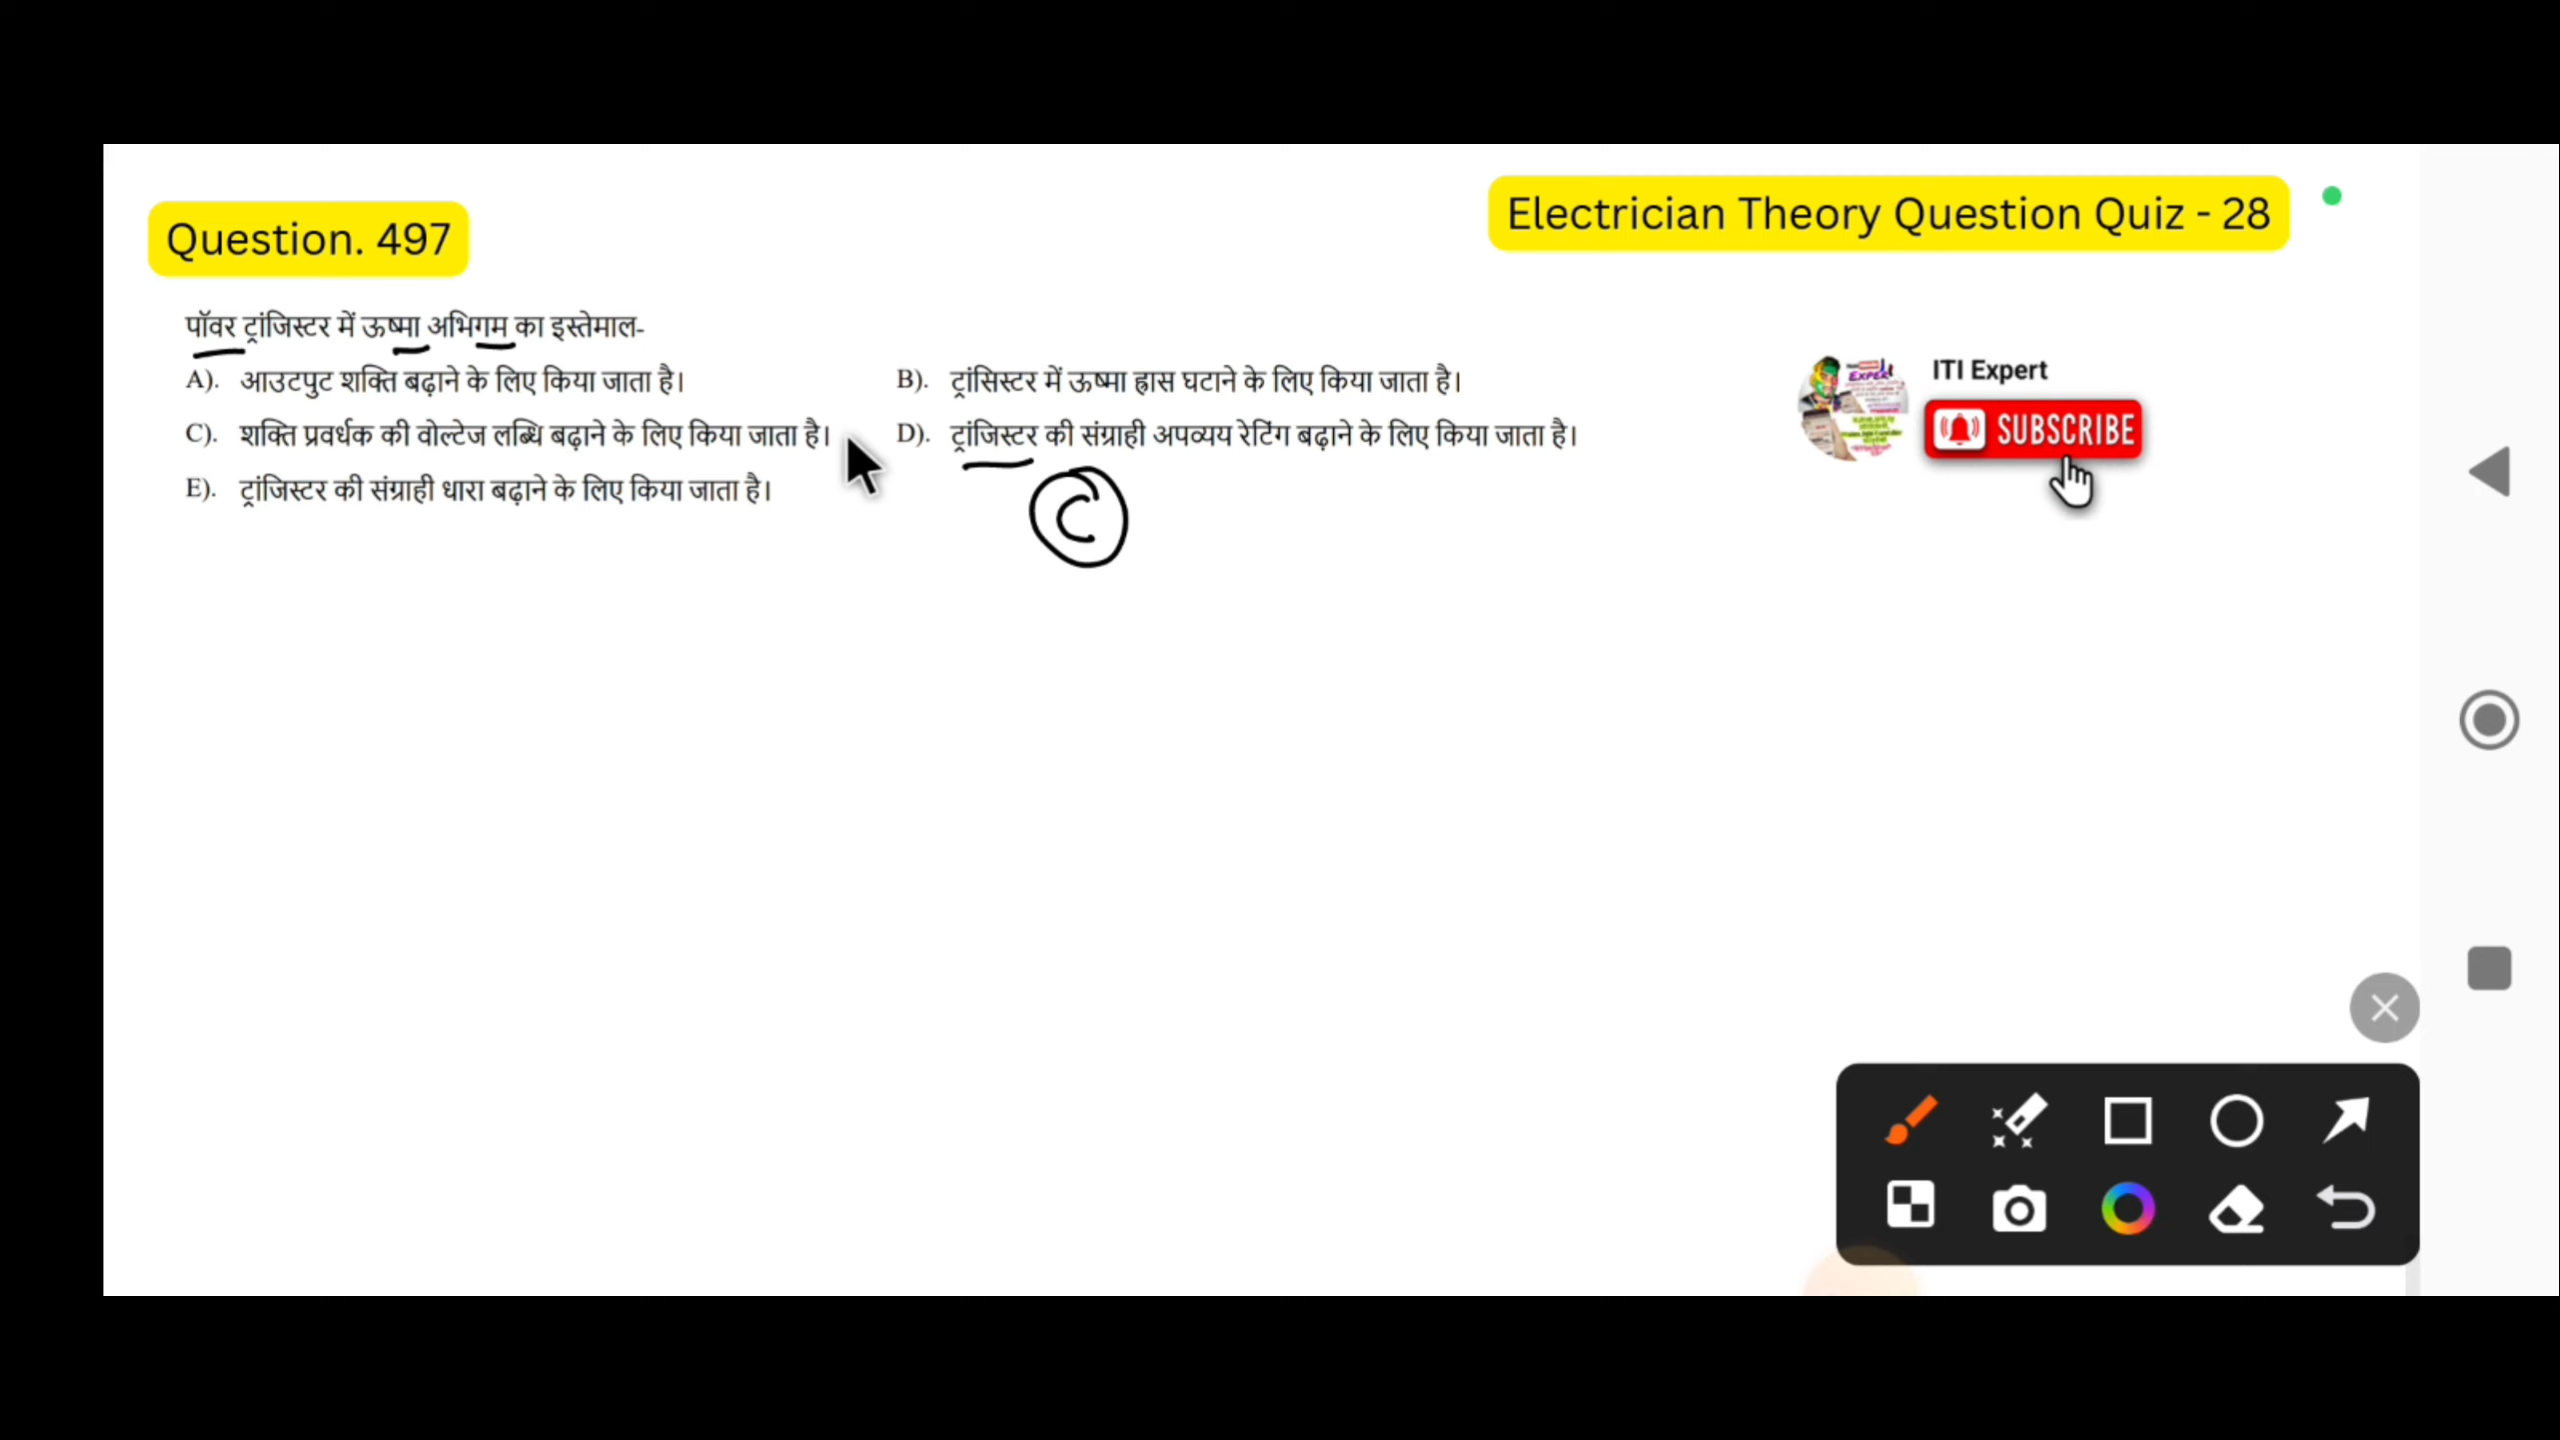 Electrician Theory Question Quiz - 28
Question. 497
पॉवर ट्रांजिस्टर में ऊष्मा अभिगम का इस्तेमाल-
A). आउटपुट शक्ति बढ़ाने के लिए किया जाता है।
B). ट्रांसिस्टर में ऊष्मा ह्रास घटाने के लिए किया जाता है।
C). शक्ति प्रवर्धक की वोल्टेज लब्धि बढ़ाने के लिए किया जाता है।
D). ट्रांजिस्टर की संग्राही अपव्यय रेटिंग बढ़ाने के लिए किया जाता है।
E). ट्रांजिस्टर की संग्राही धारा बढ़ाने के लिए किया जाता है।
C
ITI Expert
SUBSCRIBE
EXPERT